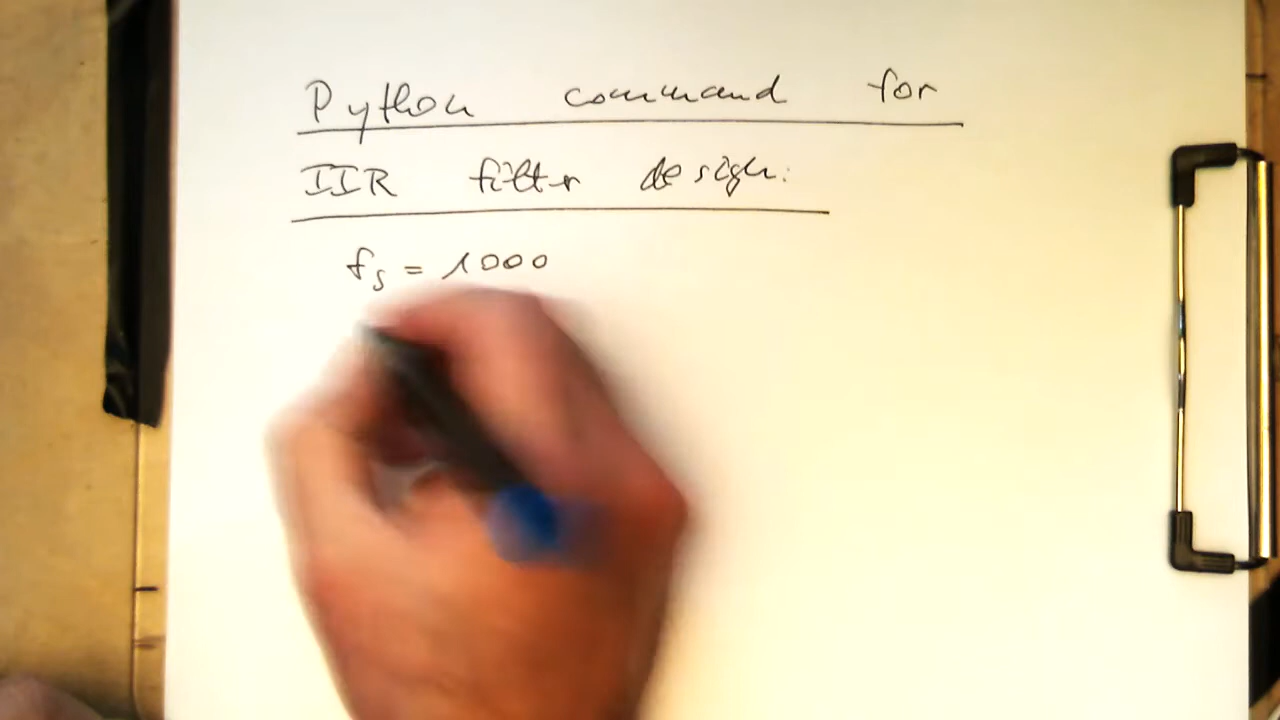 Python command for
IIR filter design:
fs = 1000